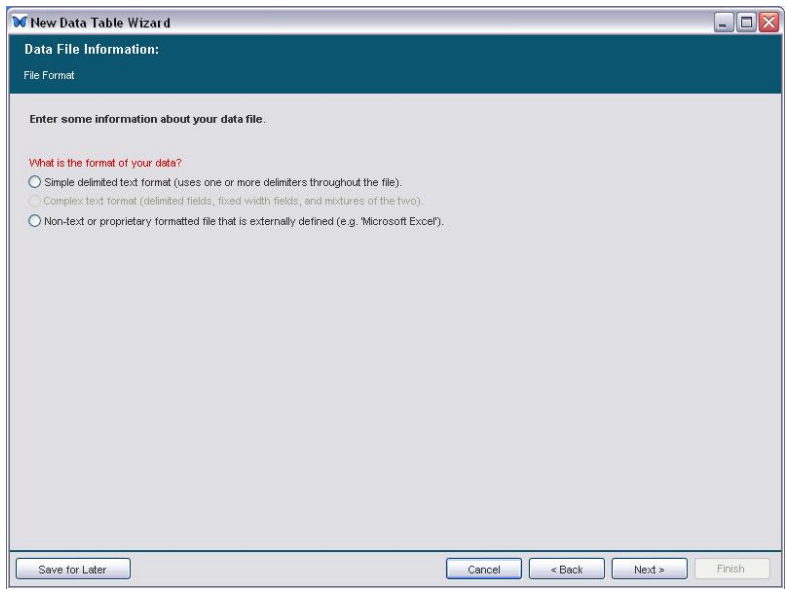 New Data Table Wizard
Data File Information:
File Format
Enter some information about your data file.
What is the format of your data?
Simple delimited text format (uses one or more delimiters throughout the file).
Complex text format (delimited fields, fixed width fields, and mixtures of the two).
Non-text or proprietary formatted file that is externally defined (e.g. 'Microsoft Excel').
Save for Later Cancel < Back Next > Finish